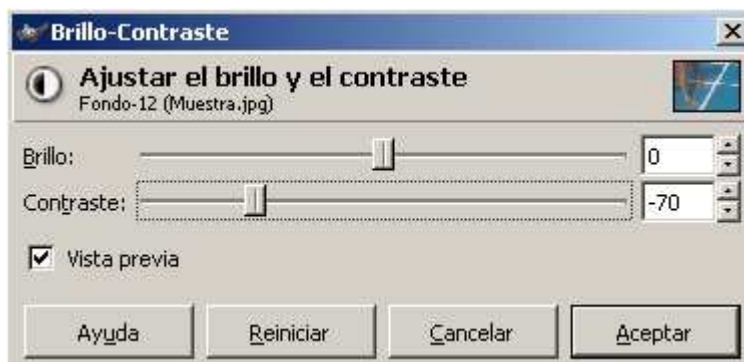 Brillo-Contraste
Ajustar el brillo y el contraste
Fondo-12 (Muestra.jpg)
Brillo: 0
Contraste: -70
Vista previa
Ayuda Reiniciar Cancelar Aceptar